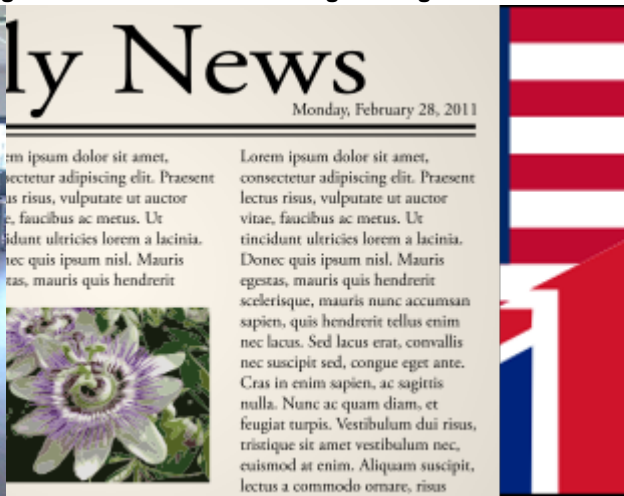 ly News
Monday, February 28, 2011
em ipsum dolor sit amet,
sectetur adipiscing elit. Praesent
us risus, vulputate ut auctor
e, faucibus ac metus. Ut
idunt ultricies lorem a lacinia.
nec quis ipsum nisl. Mauris
tas, mauris quis hendrerit
Lorem ipsum dolor sit amet,
consectetur adipiscing elit. Praesent
lectus risus, vulputate ut auctor
vitae, faucibus ac metus. Ut
tincidunt ultricies lorem a lacinia.
Donec quis ipsum nisl. Mauris
egestas, mauris quis hendrerit
scelerisque, mauris nunc accumsan
sapien, quis hendrerit tellus enim
nec lacus. Sed lacus erat, convallis
nec suscipit sed, congue eget ante.
Cras in enim sapien, ac sagittis
nulla. Nunc ac quam diam, et
feugiat turpis. Vestibulum dui risus,
tristique sit amet vestibulum nec,
euismod at enim. Aliquam suscipit,
lectus a commodo ornare, risus